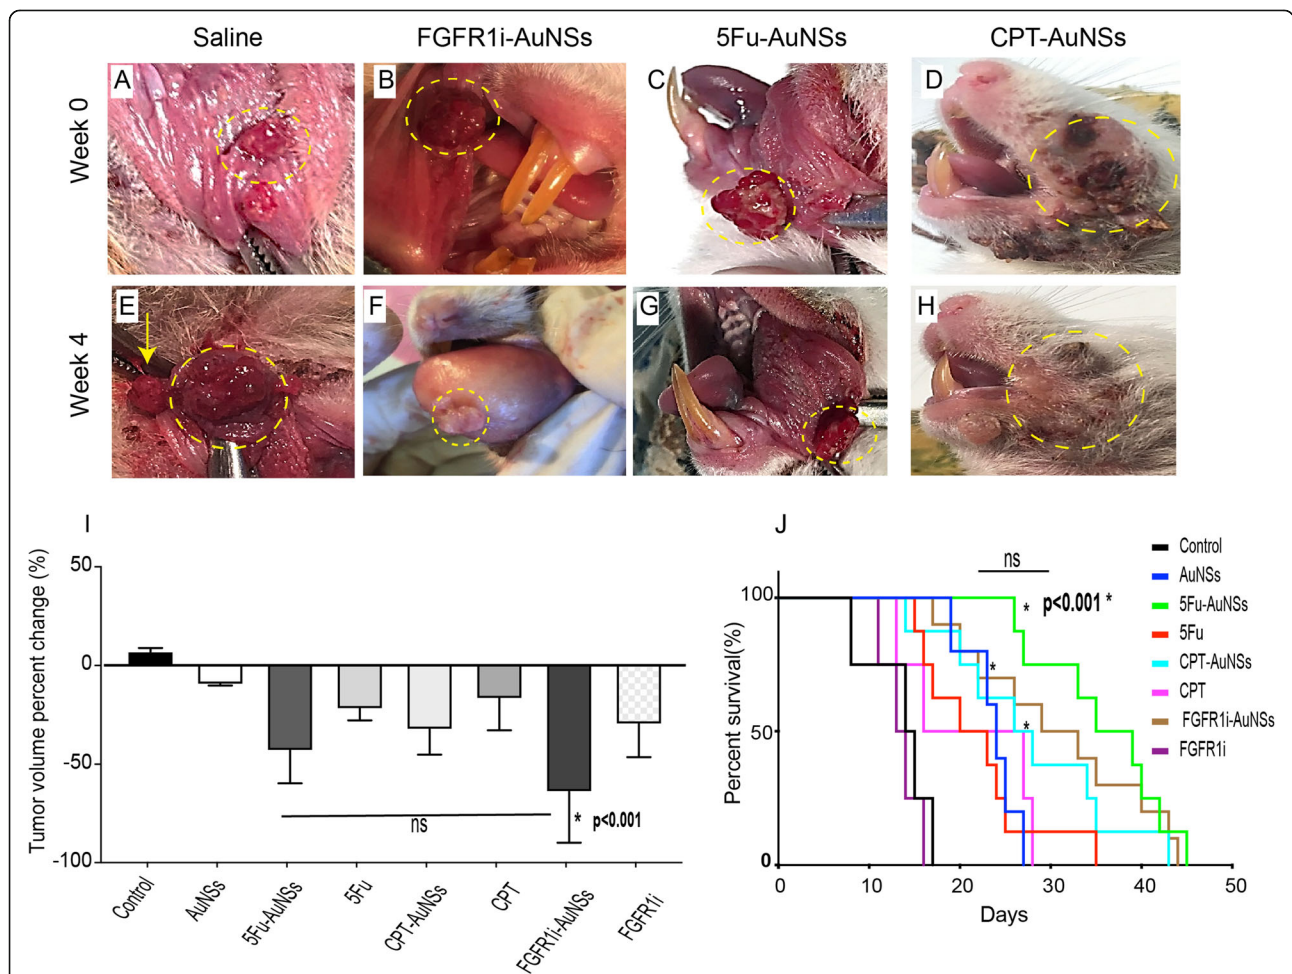 Saline FGFR1i-AuNSs 5Fu-AuNSs CPT-AuNSs
Week 0
A B C D
Week 4
E F G H
I
Tumor volume percent change (%)
50
0
-50
-100
ns
* p<0.001
Control AuNSs 5Fu-AuNSs 5Fu CPT-AuNSs CPT FGFR1i-AuNSs FGFR1i
J
Percent survival(%)
100
50
0
ns
* p<0.001 *
*
*
0 10 20 30 40 50
Days
Control
AuNSs
5Fu-AuNSs
5Fu
CPT-AuNSs
CPT
FGFR1i-AuNSs
FGFR1i